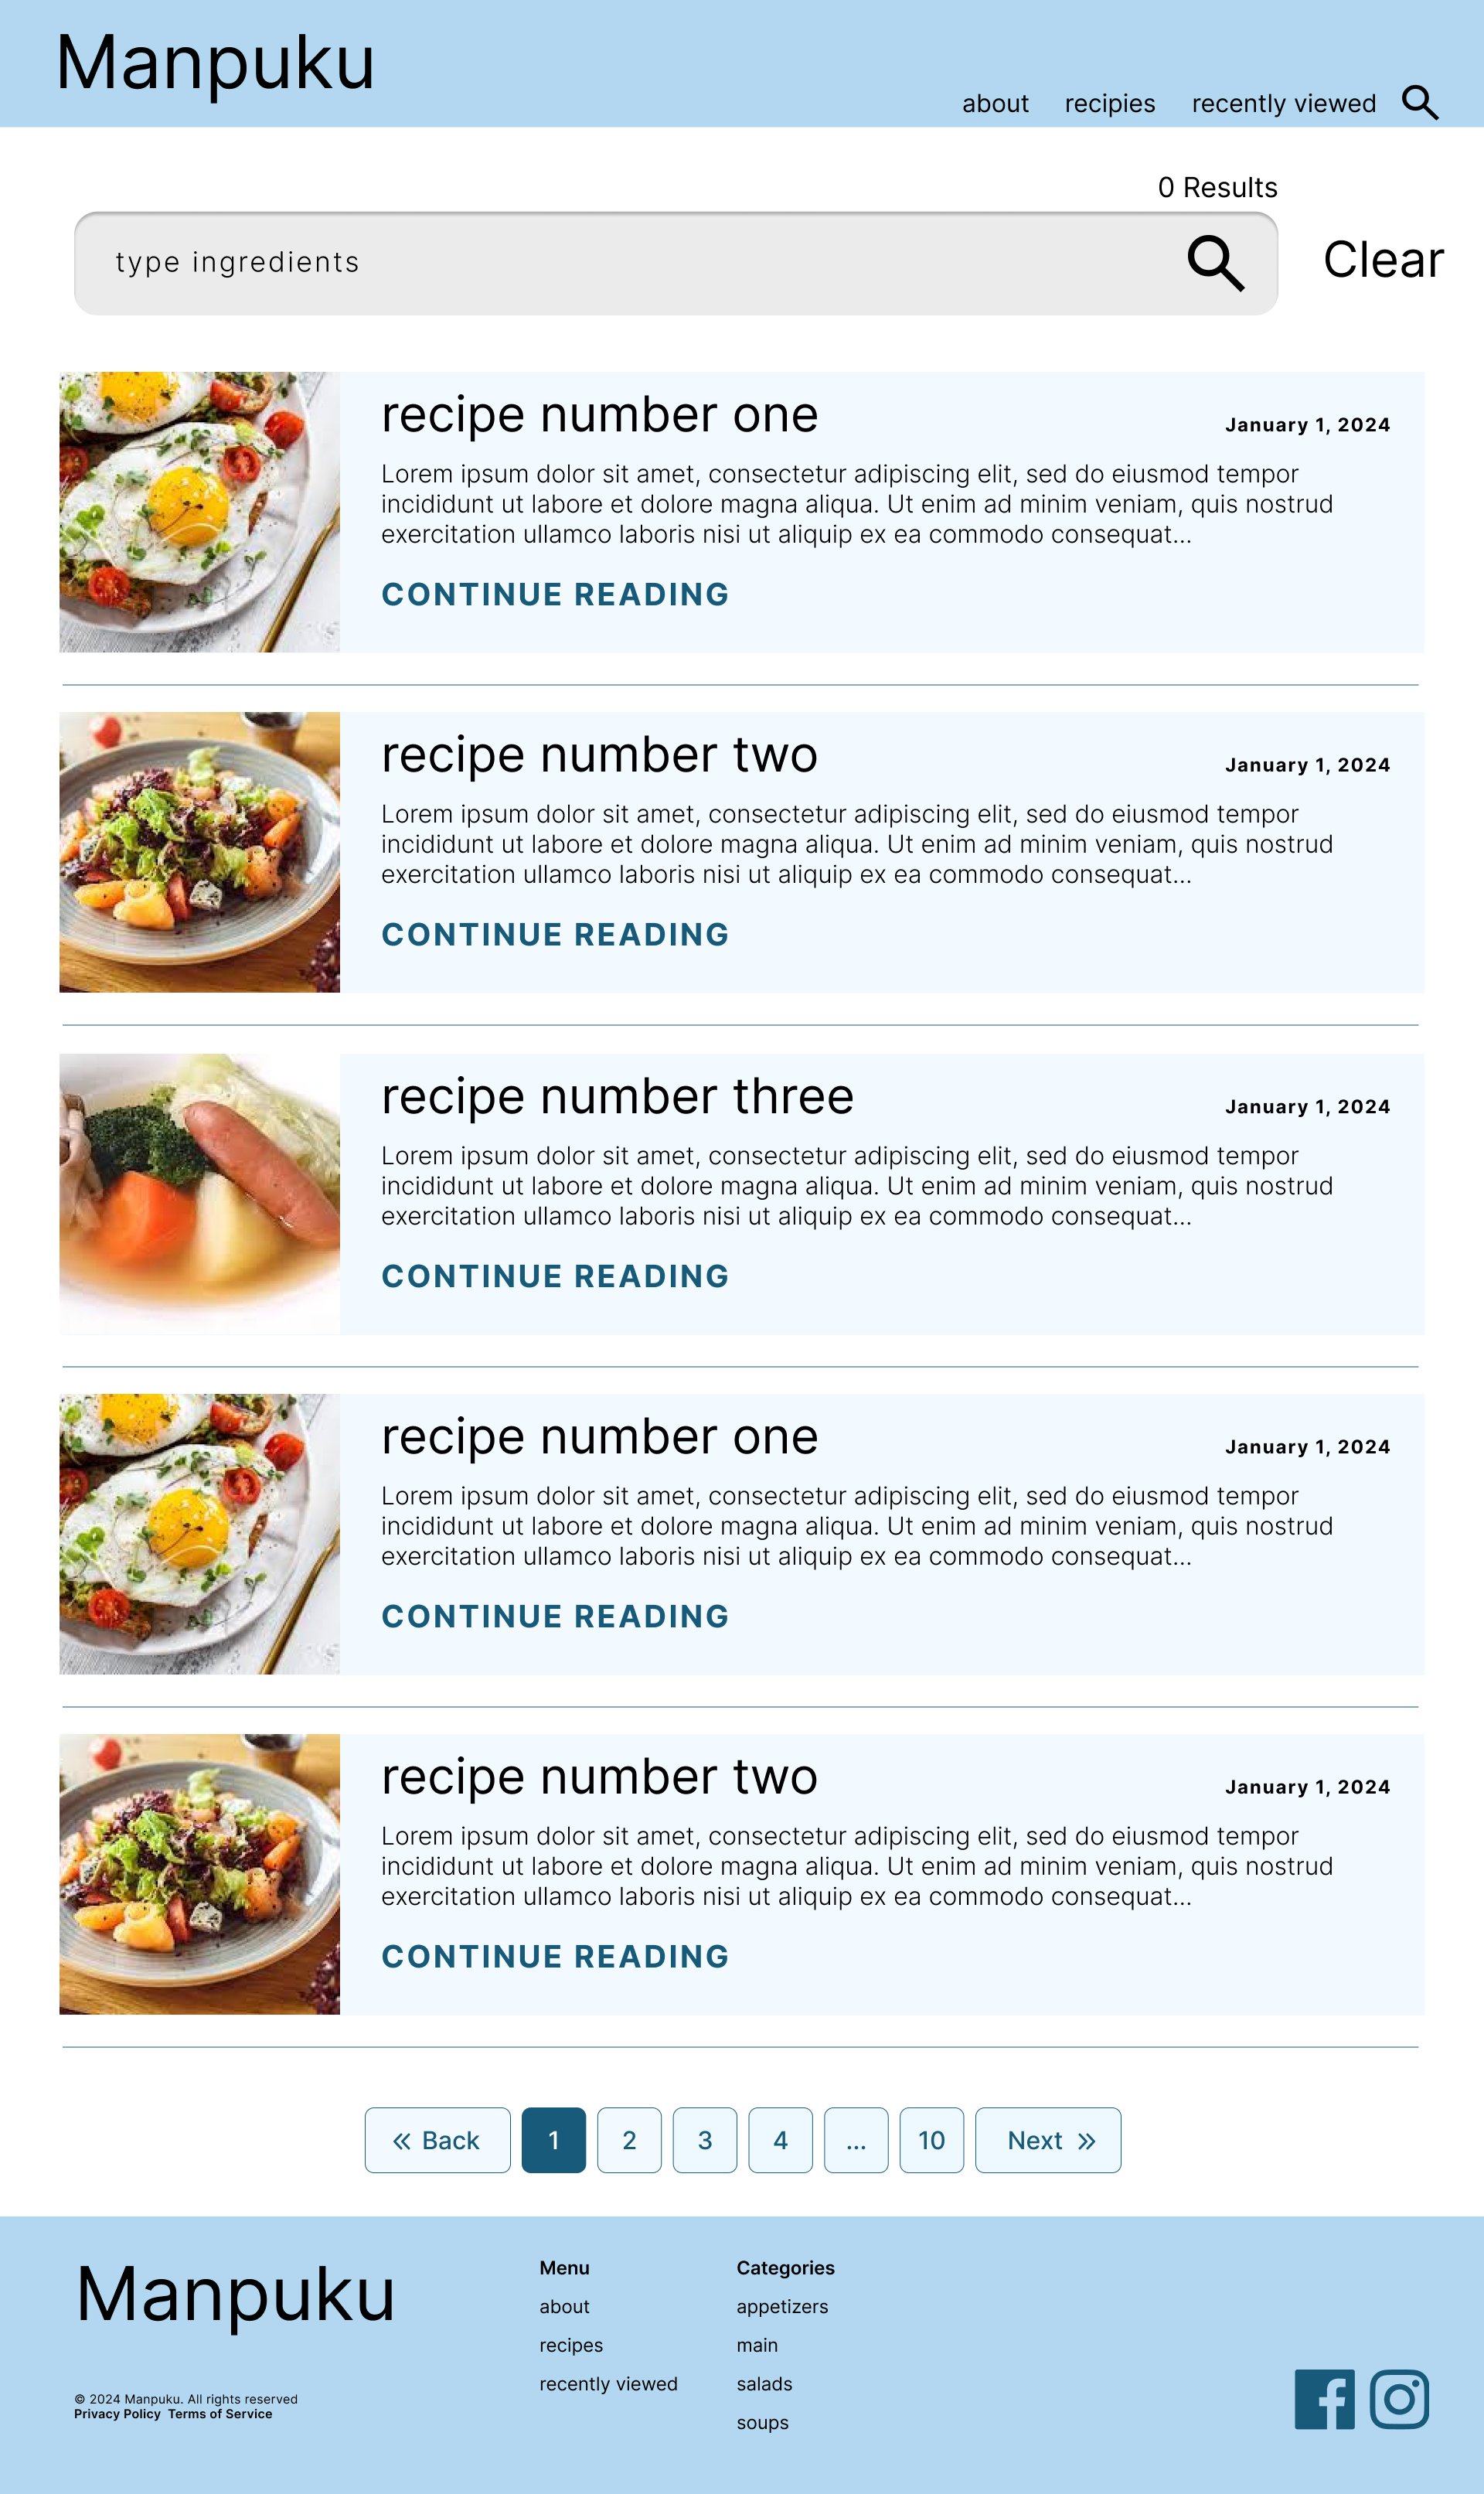 Manpuku
about recipies recently viewed
0 Results
type ingredients
Clear
recipe number one
January 1, 2024
Lorem ipsum dolor sit amet, consectetur adipiscing elit, sed do eiusmod tempor
incididunt ut labore et dolore magna aliqua. Ut enim ad minim veniam, quis nostrud
exercitation ullamco laboris nisi ut aliquip ex ea commodo consequat...
CONTINUE READING
recipe number two
January 1, 2024
Lorem ipsum dolor sit amet, consectetur adipiscing elit, sed do eiusmod tempor
incididunt ut labore et dolore magna aliqua. Ut enim ad minim veniam, quis nostrud
exercitation ullamco laboris nisi ut aliquip ex ea commodo consequat...
CONTINUE READING
recipe number three
January 1, 2024
Lorem ipsum dolor sit amet, consectetur adipiscing elit, sed do eiusmod tempor
incididunt ut labore et dolore magna aliqua. Ut enim ad minim veniam, quis nostrud
exercitation ullamco laboris nisi ut aliquip ex ea commodo consequat...
CONTINUE READING
recipe number one
January 1, 2024
Lorem ipsum dolor sit amet, consectetur adipiscing elit, sed do eiusmod tempor
incididunt ut labore et dolore magna aliqua. Ut enim ad minim veniam, quis nostrud
exercitation ullamco laboris nisi ut aliquip ex ea commodo consequat...
CONTINUE READING
recipe number two
January 1, 2024
Lorem ipsum dolor sit amet, consectetur adipiscing elit, sed do eiusmod tempor
incididunt ut labore et dolore magna aliqua. Ut enim ad minim veniam, quis nostrud
exercitation ullamco laboris nisi ut aliquip ex ea commodo consequat...
CONTINUE READING
« Back 1 2 3 4 ... 10 Next »
Manpuku
© 2024 Manpuku. All rights reserved
Privacy Policy Terms of Service
Menu
about
recipes
recently viewed
Categories
appetizers
main
salads
soups